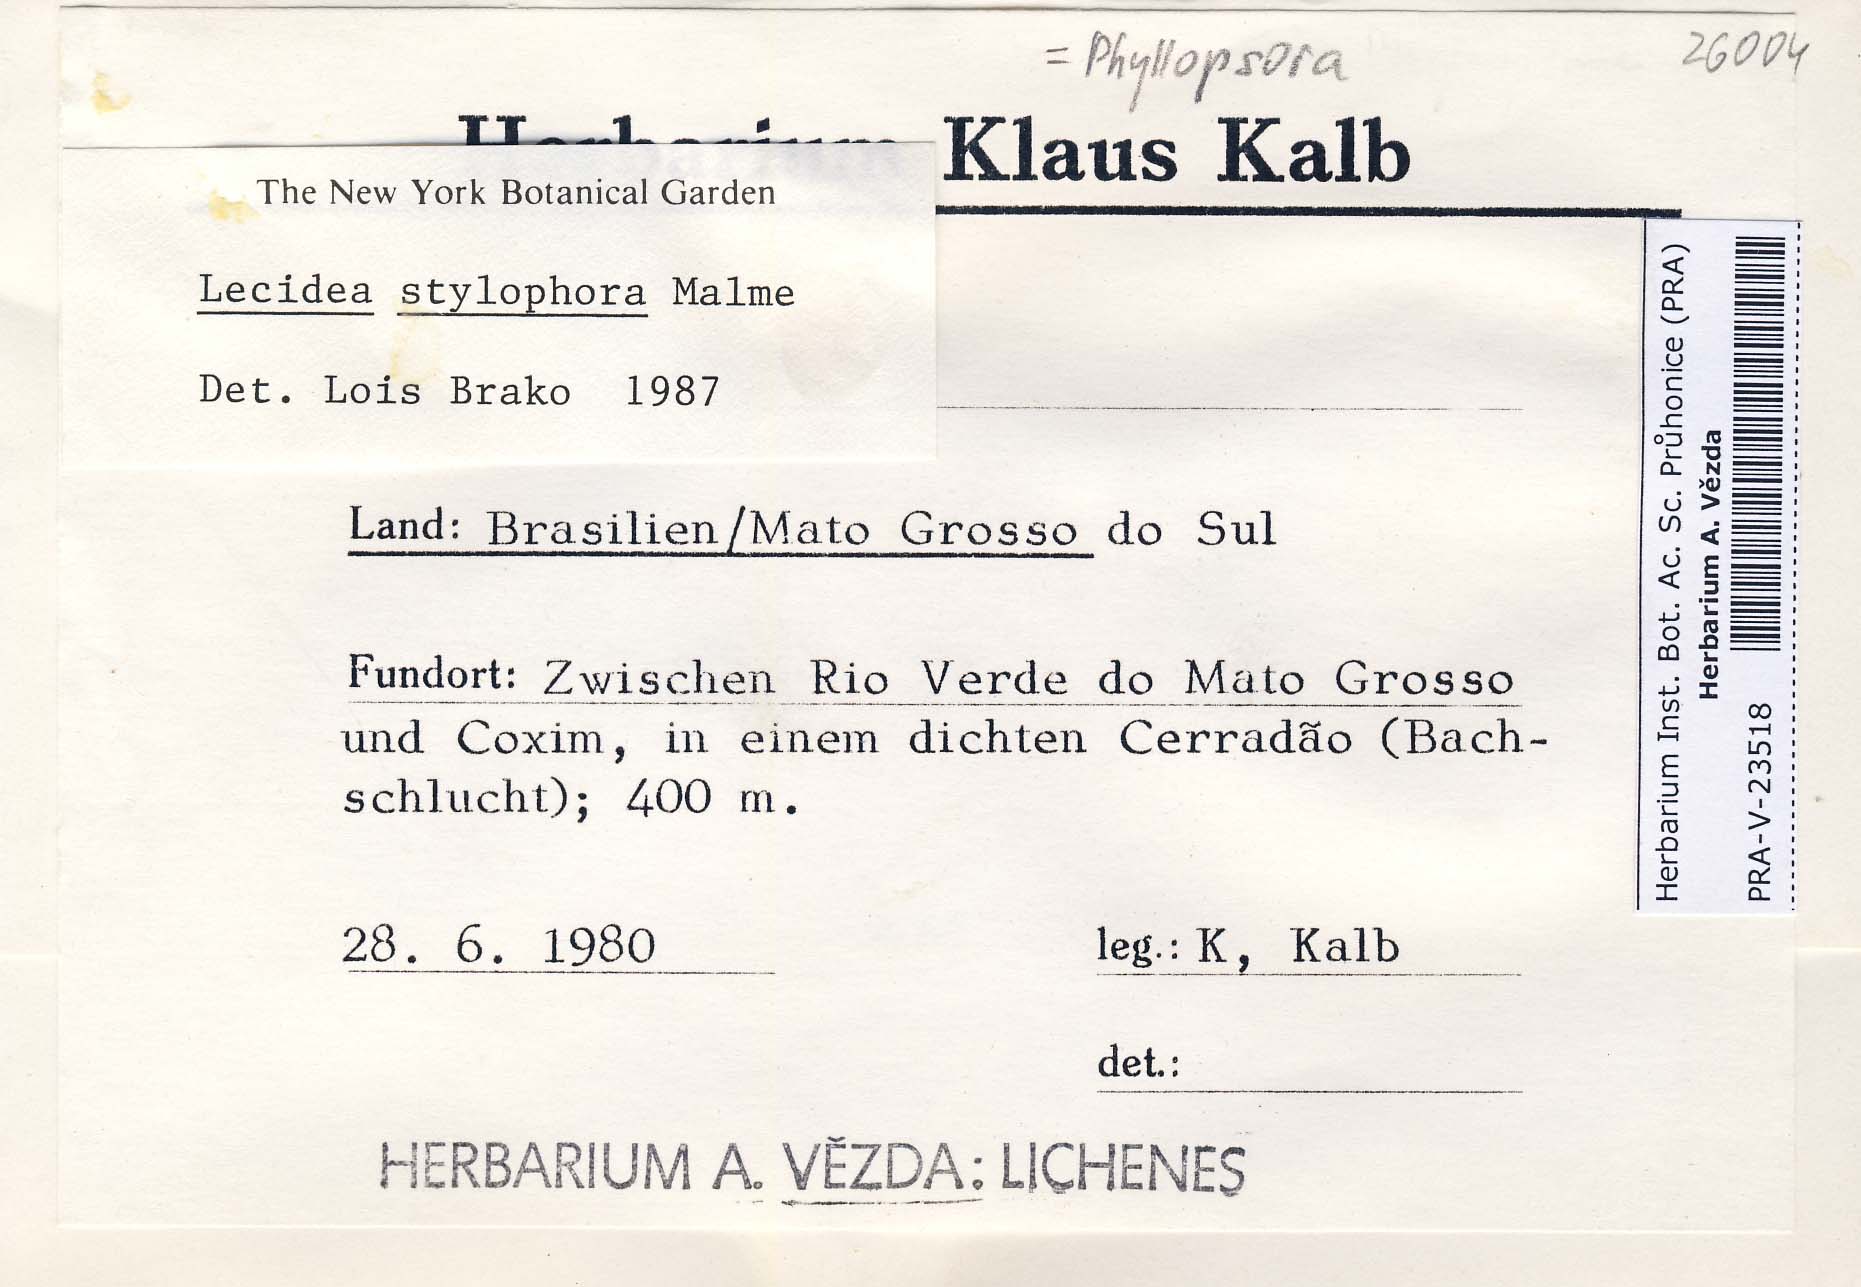 = Phyllopsora
26004
Herbarium Klaus Kalb
The New York Botanical Garden
Lecidea stylophora Malme
Det. Lois Brako 1987
Land: Brasilien/Mato Grosso do Sul
Fundort: Zwischen Rio Verde do Mato Grosso
und Coxim, in einem dichten Cerradão (Bach-
schlucht); 400 m.
28. 6. 1980
leg.: K, Kalb
det.:
HERBARIUM A. VĚZDA: LICHENES
Herbarium Inst. Bot. Ac. Sc. Průhonice (PRA)
Herbarium A. Vězda
PRA-V-23518